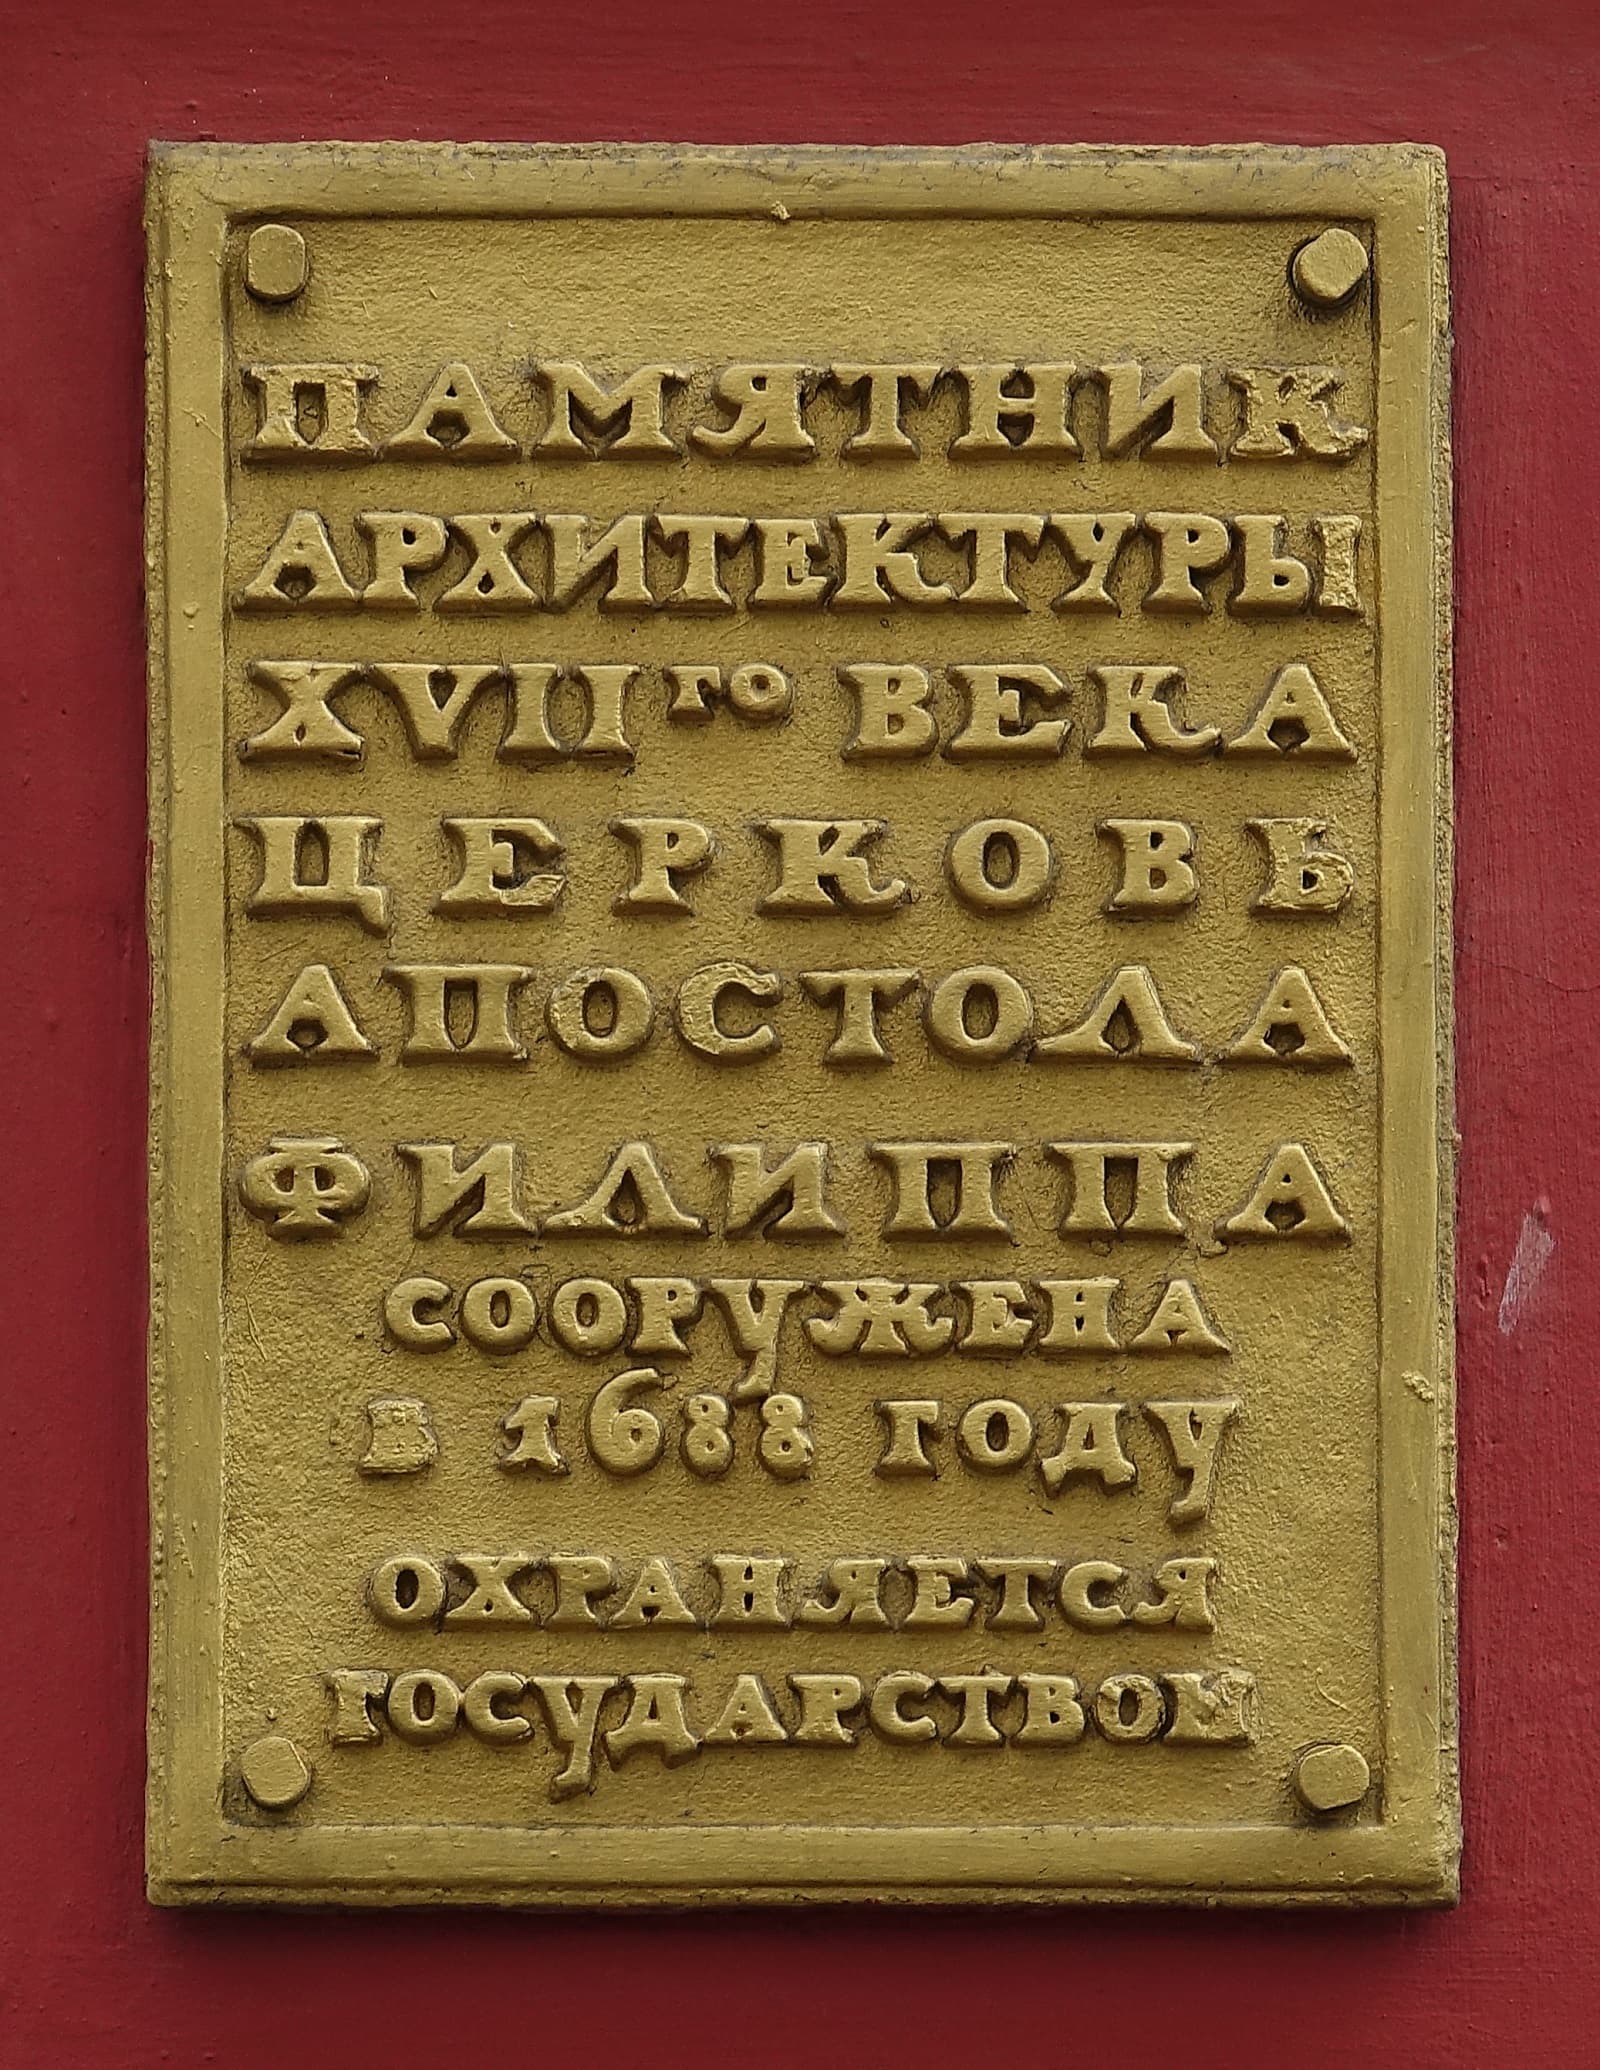 ПАМЯТНИК
АРХИТЕКТУРЫ
XVIIго ВЕКА
ЦЕРКОВЬ
АПОСТОЛА
ФИЛИППА
СООРУЖЕНА
В 1688 ГОДУ
ОХРАНЯЕТСЯ
ГОСУДАРСТВОМ